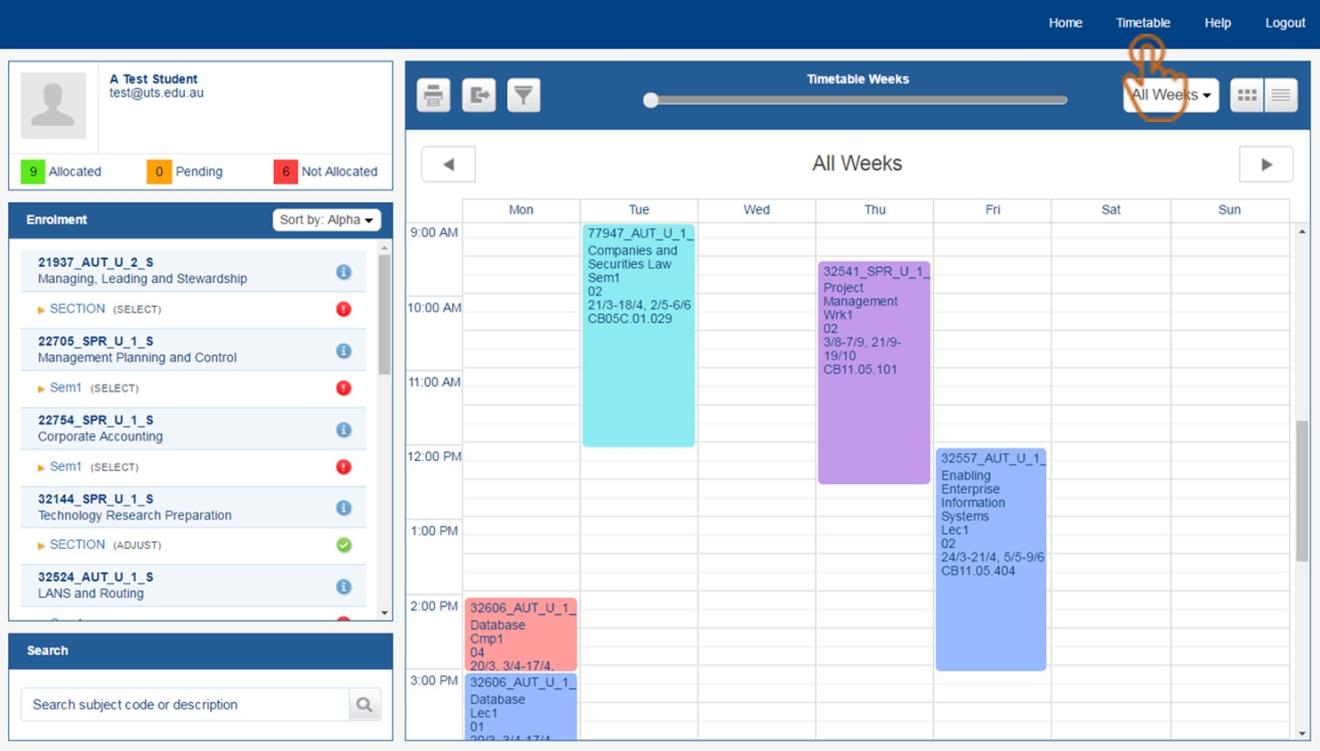 Home Timetable Help Logout
A Test Student
test@uts.edu.au
9 Allocated 0 Pending 6 Not Allocated
Enrolment Sort by: Alpha
21937_AUT_U_2_S
Managing, Leading and Stewardship
SECTION (SELECT)
22705_SPR_U_1_S
Management Planning and Control
Sem1 (SELECT)
22754_SPR_U_1_S
Corporate Accounting
Sem1 (SELECT)
32144_SPR_U_1_S
Technology Research Preparation
SECTION (ADJUST)
32524_AUT_U_1_S
LANS and Routing
Search
Search subject code or description
Timetable Weeks
All Weeks
All Weeks
Mon Tue Wed Thu Fri Sat Sun
9:00 AM
10:00 AM
11:00 AM
12:00 PM
1:00 PM
2:00 PM
3:00 PM
32606_AUT_U_1_
Database
Cmp1
04
20/3, 3/4-17/4,
32606_AUT_U_1_
Database
Lec1
01
20/3, 3/4-17/4
77947_AUT_U_1_
Companies and
Securities Law
Sem1
02
21/3-18/4, 2/5-6/6
CB05C.01.029
32541_SPR_U_1_
Project
Management
Wrk1
02
3/8-7/9, 21/9-
19/10
CB11.05.101
32557_AUT_U_1_
Enabling
Enterprise
Information
Systems
Lec1
02
24/3-21/4, 5/5-9/6
CB11.05.404